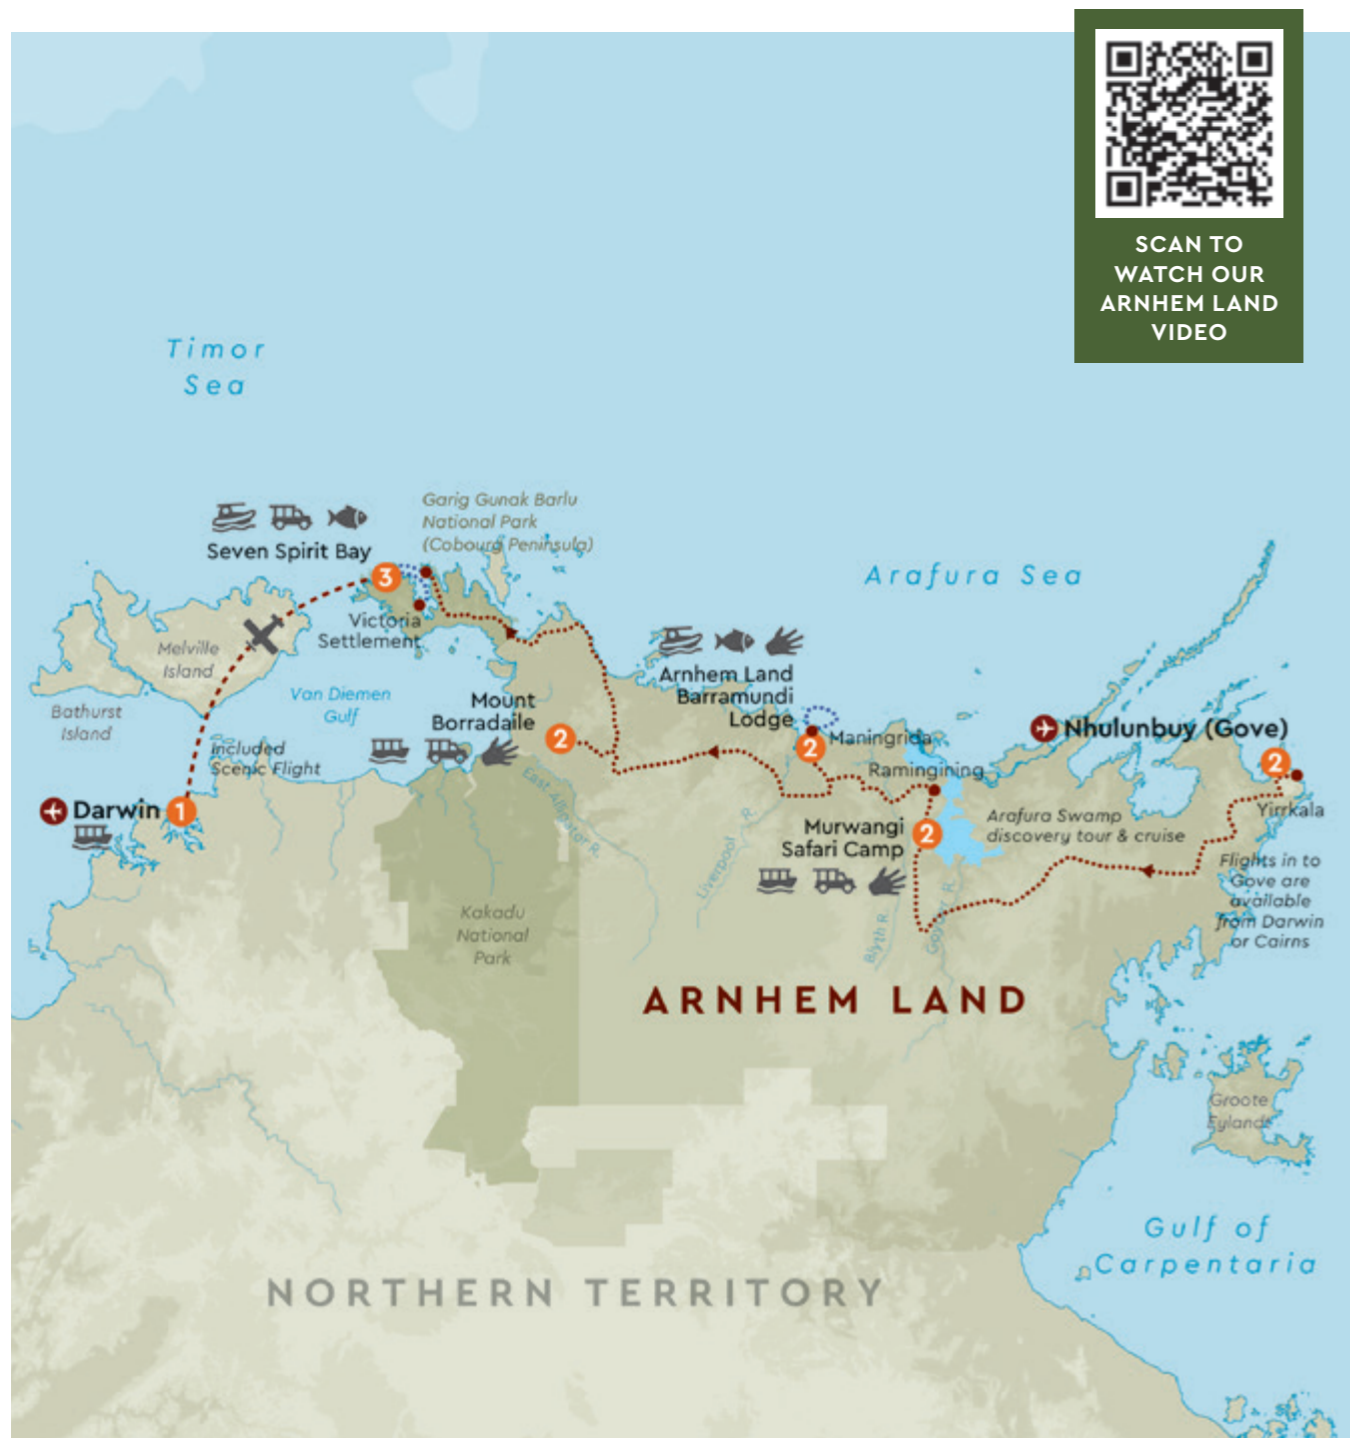 SCAN TO
WATCH OUR
ARNHEM LAND
VIDEO
Timor
Sea
Garig Gunak Barlu
National Park
(Cobourg Peninsula)
Seven Spirit Bay
3
Arafura Sea
Victoria
Settlement
Melville
Island
Arnhem Land
Barramundi
Lodge
Van Diemen
Gulf
Mount
Borradaile
2
Bathurst
Island
2
Maningrida
Nhulunbuy (Gove)
2
Included
Scenic Flight
Ramingining
East Alligator R.
Darwin
1
Yirrkala
Arafura Swamp
discovery tour & cruise
Murwangi
Safari Camp
2
Liverpool R.
Flights in to
Gove are
available
from Darwin
or Cairns
Blyth R.
Goyder R.
Kakadu
National
Park
ARNHEM LAND
Groote
Eylandt
Gulf of
Carpentaria
NORTHERN TERRITORY